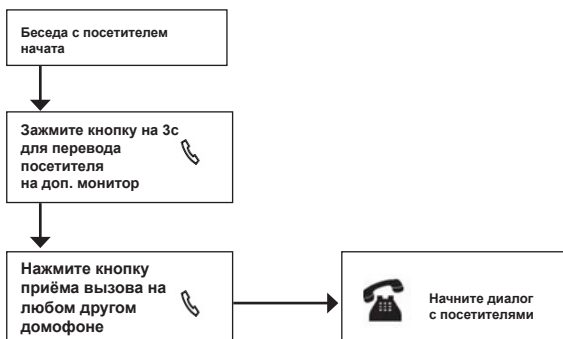 Беседа с посетителем
начата
Зажмите кнопку на 3с
для перевода
посетителя
на доп. монитор
Нажмите кнопку
приёма вызова на
любом другом
домофоне
Начните диалог
с посетителями